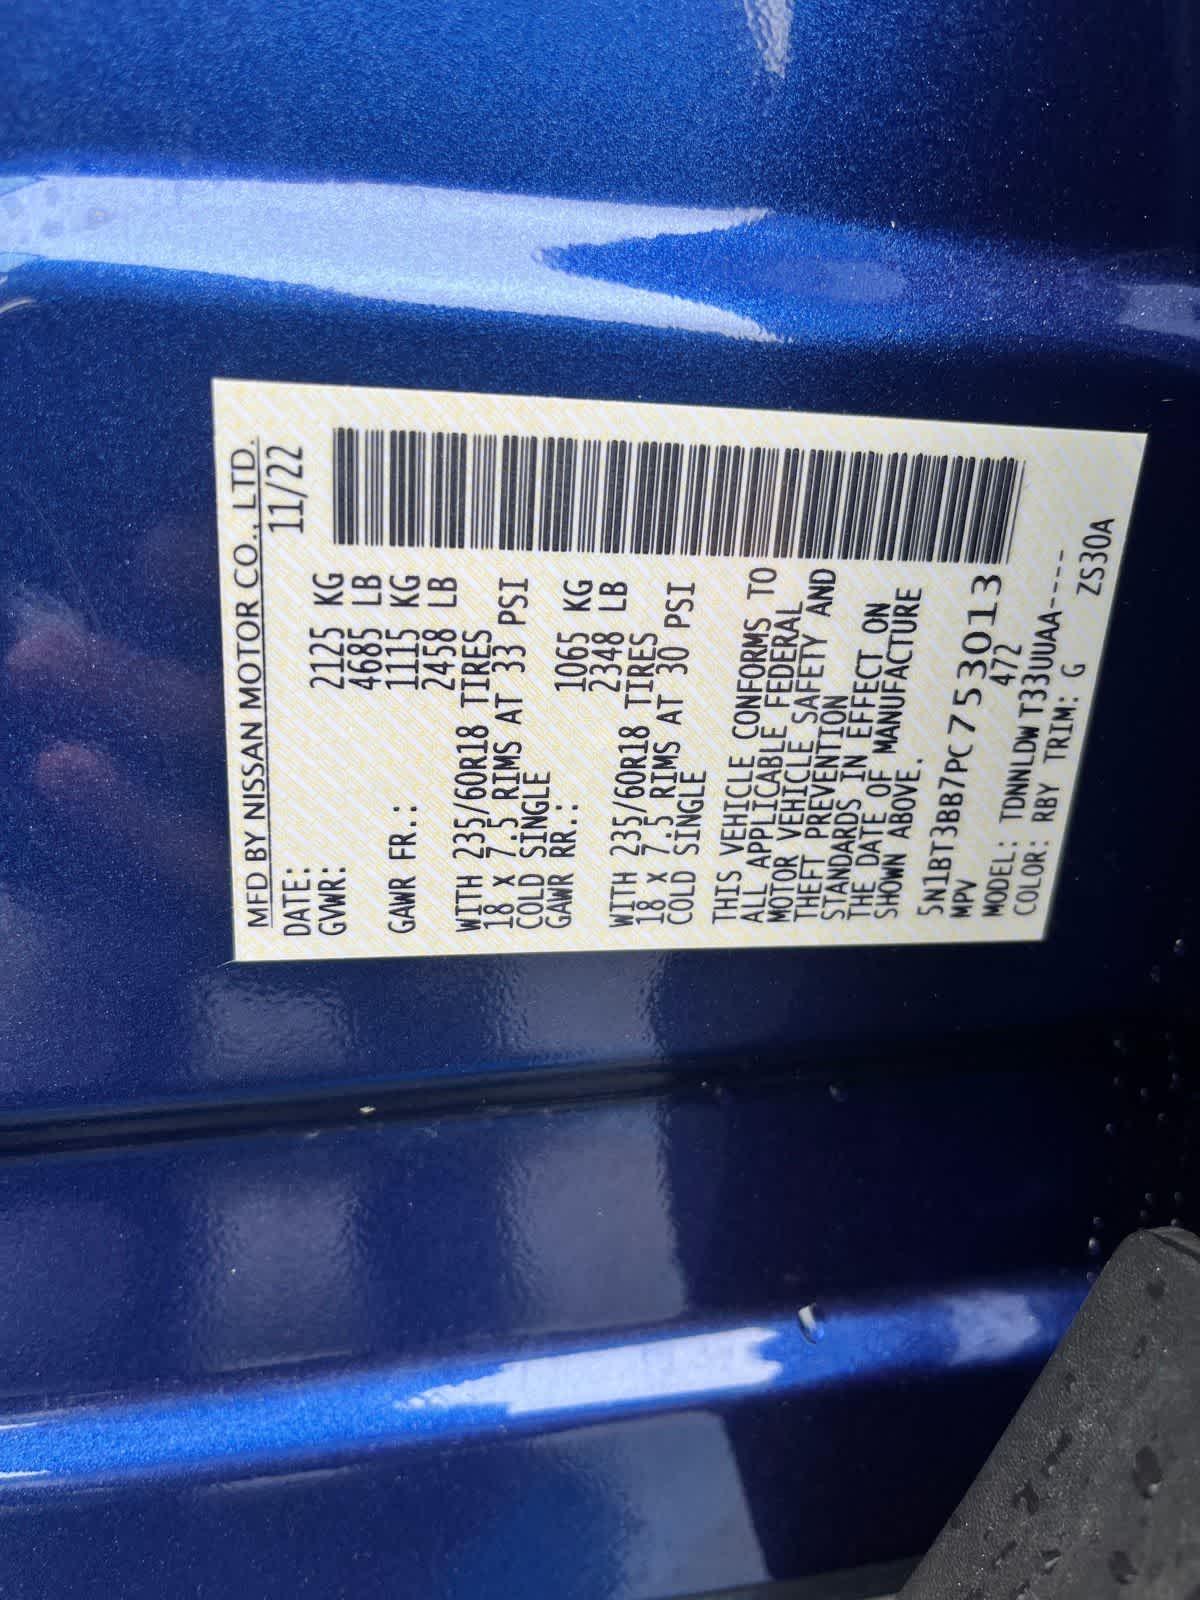 MFD BY NISSAN MOTOR CO., LTD.
DATE: 11/22
GVWR: 2125 KG
4685 LB
GAWR FR.: 1115 KG
2458 LB
WITH 235/60R18 TIRES
18 x 7.5 RIMS AT 33 PSI
COLD SINGLE
GAWR RR.: 1065 KG
2348 LB
WITH 235/60R18 TIRES
18 x 7.5 RIMS AT 30 PSI
COLD SINGLE
THIS VEHICLE CONFORMS TO
ALL APPLICABLE FEDERAL
MOTOR VEHICLE SAFETY AND
THEFT PREVENTION
STANDARDS IN EFFECT ON
THE DATE OF MANUFACTURE
SHOWN ABOVE.
5N1BT3BB7PC753013
MPV 472
MODEL: TDNNLDW T33UUAA----
COLOR: RBY TRIM: G ZS30A